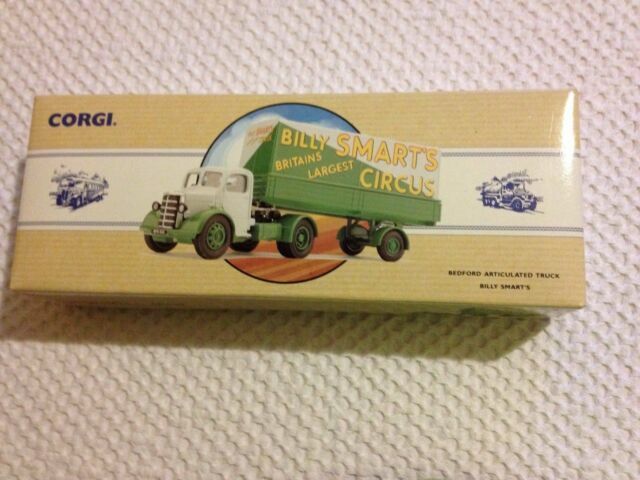 CORGI.
BILLY SMART'S
BRITAINS LARGEST CIRCUS
BEDFORD ARTICULATED TRUCK
BILLY SMART'S